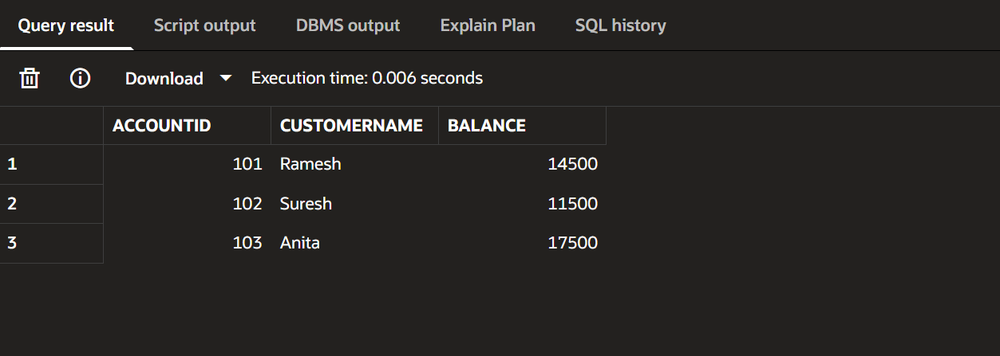 Query result Script output DBMS output Explain Plan SQL history
Download Execution time: 0.006 seconds
ACCOUNTID CUSTOMERNAME BALANCE
1 101 Ramesh 14500
2 102 Suresh 11500
3 103 Anita 17500